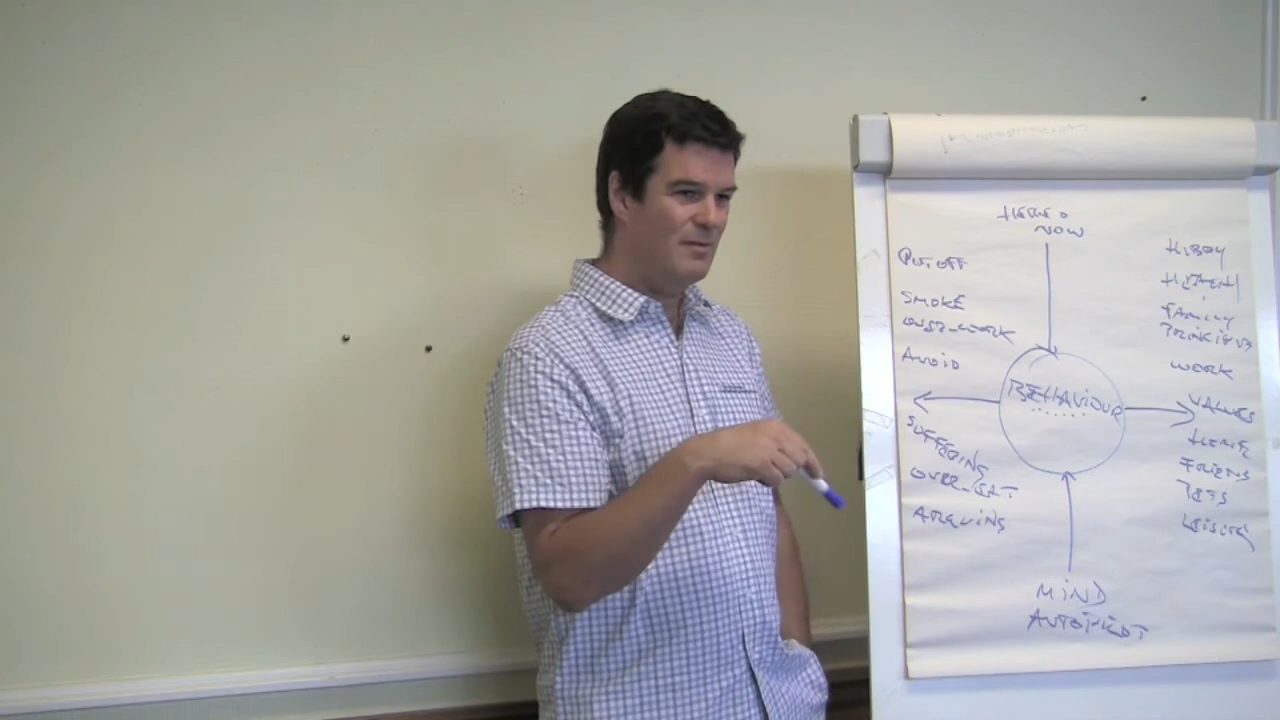 HERE &
NOW
PUT OFF
SMOKE
OVER-WORK
AVOID
SUFFERING
OVER-EAT
ARGUING
BEHAVIOUR
HOBBY
HEALTH
FAMILY
WORK
VALUES
FRIENDS
PETS
LEISURE
MIND
AUTOPILOT